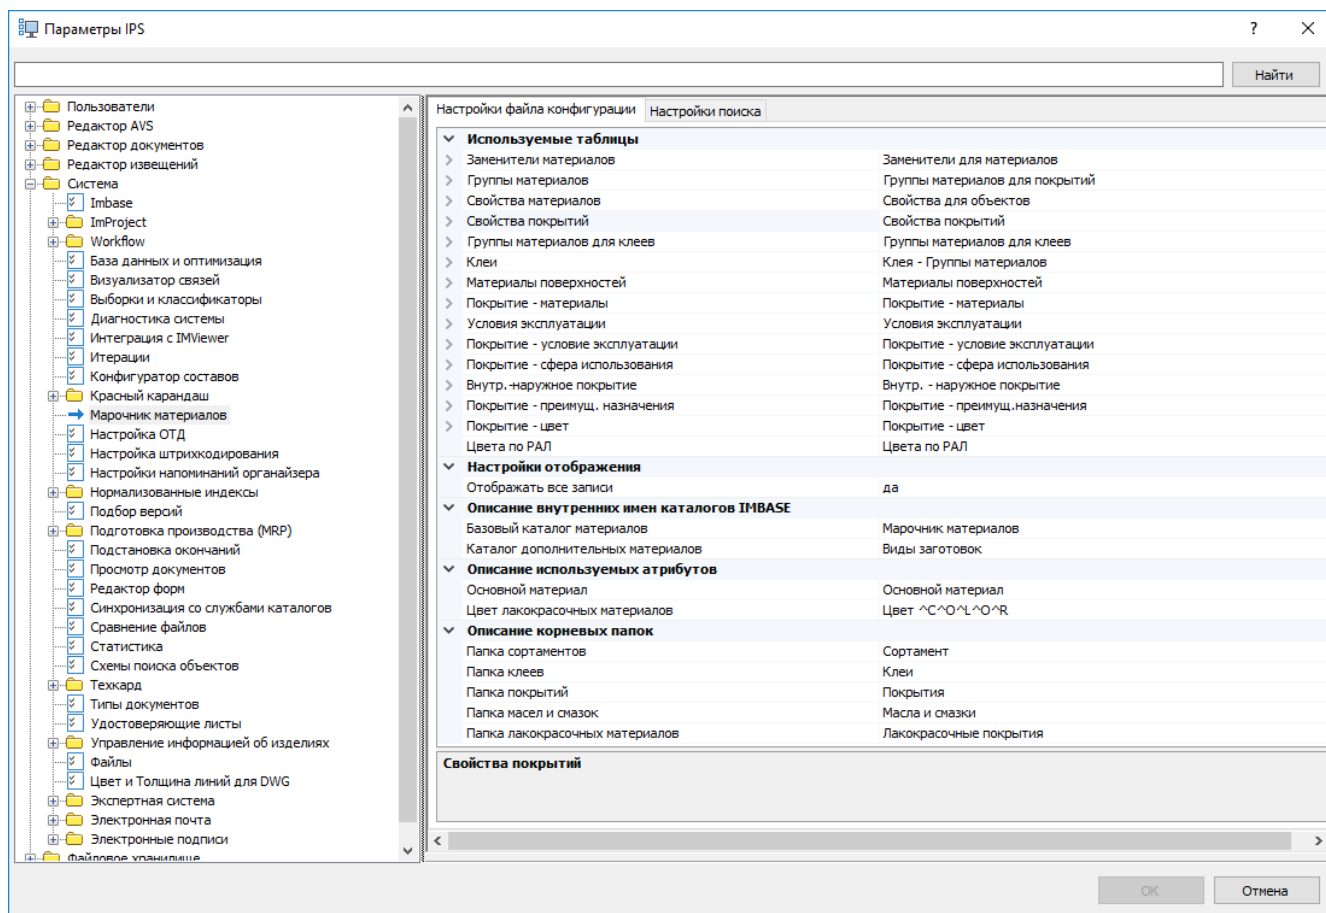 Параметры IPS
?
Найти
Пользователи
Редактор AVS
Редактор документов
Редактор извещений
Система
Imbase
ImProject
Workflow
База данных и оптимизация
Визуализатор связей
Выборки и классификаторы
Диагностика системы
Интеграция с IMViewer
Итерации
Конфигуратор составов
Красный карандаш
Марочник материалов
Настройка ОТД
Настройка штрихкодирования
Настройки напоминаний органайзера
Нормализованные индексы
Подбор версий
Подготовка производства (MRP)
Подстановка окончаний
Просмотр документов
Редактор форм
Синхронизация со службами каталогов
Сравнение файлов
Статистика
Схемы поиска объектов
Техкард
Типы документов
Удостоверяющие листы
Управление информацией об изделиях
Файлы
Цвет и Толщина линий для DWG
Экспертная система
Электронная почта
Электронные подписи
Файловое хранилище
Настройки файла конфигурации Настройки поиска
Используемые таблицы
Заменители материалов Заменители для материалов
Группы материалов Группы материалов для покрытий
Свойства материалов Свойства для объектов
Свойства покрытий Свойства покрытий
Группы материалов для клеев Группы материалов для клеев
Клеи Клея - Группы материалов
Материалы поверхностей Материалы поверхностей
Покрытие - материалы Покрытие - материалы
Условия эксплуатации Условия эксплуатации
Покрытие - условие эксплуатации Покрытие - условие эксплуатации
Покрытие - сфера использования Покрытие - сфера использования
Внутр.-наружное покрытие Внутр. - наружное покрытие
Покрытие - преимущ. назначения Покрытие - преимущ.назначения
Покрытие - цвет Покрытие - цвет
Цвета по РАЛ Цвета по РАЛ
Настройки отображения
Отображать все записи да
Описание внутренних имен каталогов IMBASE
Базовый каталог материалов Марочник материалов
Каталог дополнительных материалов Виды заготовок
Описание используемых атрибутов
Основной материал Основной материал
Цвет лакокрасочных материалов Цвет ^C^O^L^O^R
Описание корневых папок
Папка сортаментов Сортамент
Папка клеев Клеи
Папка покрытий Покрытия
Папка масел и смазок Масла и смазки
Папка лакокрасочных материалов Лакокрасочные покрытия
Свойства покрытий
OK Отмена